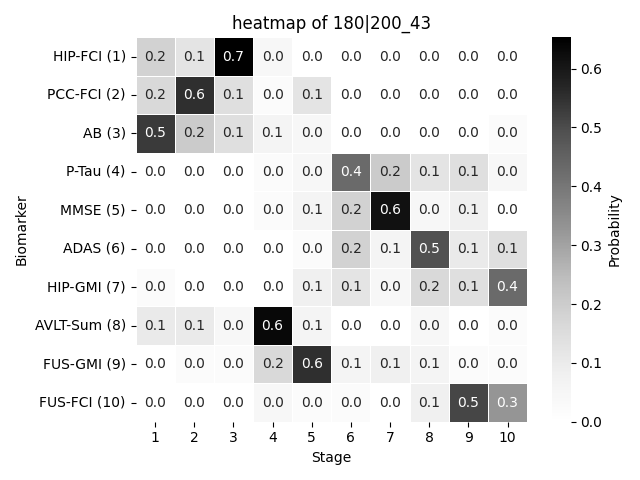 heatmap of 180|200_43
HIP-FCI (1) 0.2 0.1 0.7 0.0 0.0 0.0 0.0 0.0 0.0 0.0
PCC-FCI (2) 0.2 0.6 0.1 0.0 0.1 0.0 0.0 0.0 0.0 0.0
AB (3) 0.5 0.2 0.1 0.1 0.0 0.0 0.0 0.0 0.0 0.0
P-Tau (4) 0.0 0.0 0.0 0.0 0.0 0.4 0.2 0.1 0.1 0.0
MMSE (5) 0.0 0.0 0.0 0.0 0.1 0.2 0.6 0.0 0.1 0.0
ADAS (6) 0.0 0.0 0.0 0.0 0.0 0.2 0.1 0.5 0.1 0.1
HIP-GMI (7) 0.0 0.0 0.0 0.0 0.1 0.1 0.0 0.2 0.1 0.4
AVLT-Sum (8) 0.1 0.1 0.0 0.6 0.1 0.0 0.0 0.0 0.0 0.0
FUS-GMI (9) 0.0 0.0 0.0 0.2 0.6 0.1 0.1 0.1 0.0 0.0
FUS-FCI (10) 0.0 0.0 0.0 0.0 0.0 0.0 0.0 0.1 0.5 0.3
1 2 3 4 5 6 7 8 9 10
Stage
Biomarker
0.6
0.5
0.4
0.3
0.2
0.1
0.0
Probability